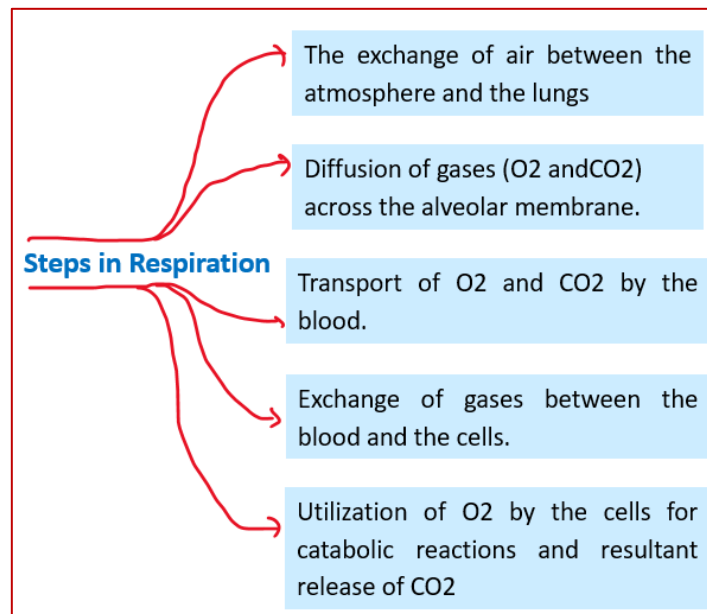 The exchange of air between the
atmosphere and the lungs
Diffusion of gases (O2 andCO2)
across the alveolar membrane.
Steps in Respiration
Transport of O2 and CO2 by the
blood.
Exchange of gases between the
blood and the cells.
Utilization of O2 by the cells for
catabolic reactions and resultant
release of CO2